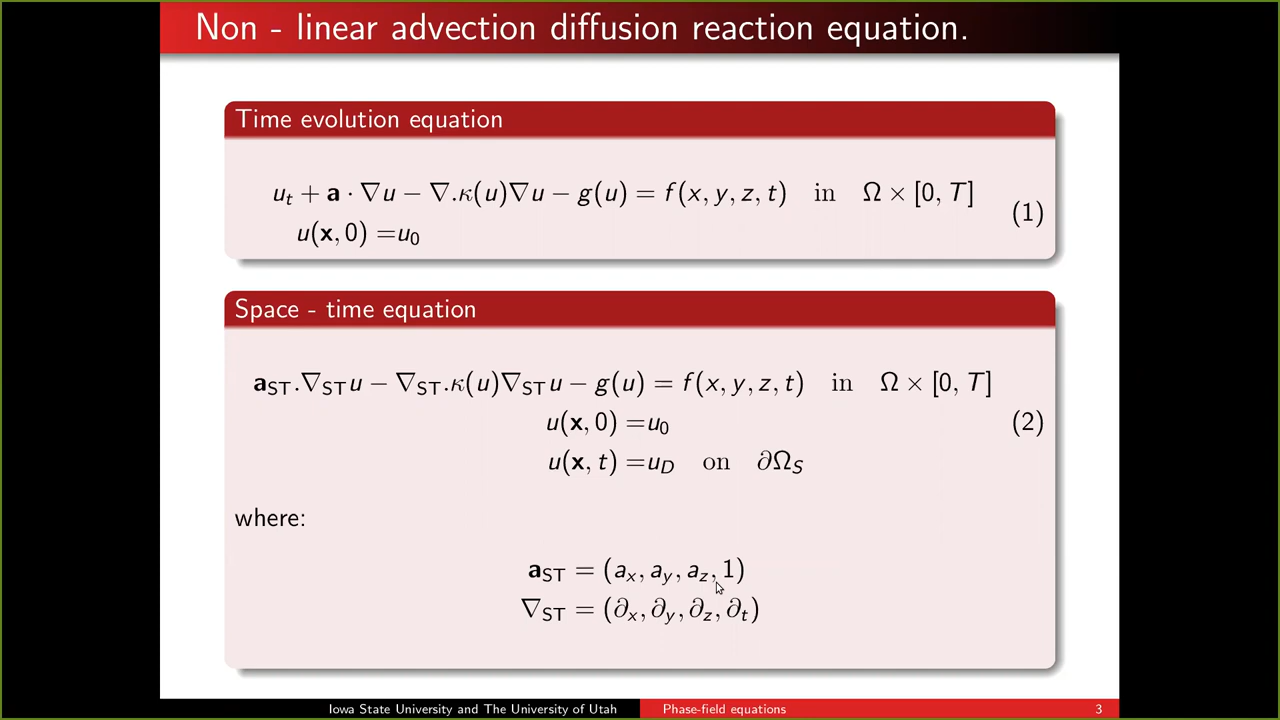 Non - linear advection diffusion reaction equation.
Time evolution equation
u_t + a · ∇u − ∇.κ(u)∇u − g(u) = f(x, y, z, t) in Ω × [0, T]
u(x, 0) =u_0
(1)
Space - time equation
a_ST.∇_STu − ∇_ST.κ(u)∇_STu − g(u) = f(x, y, z, t) in Ω × [0, T]
u(x, 0) =u_0
(2)
u(x, t) =u_D on ∂Ω_S
where:
a_ST = (a_x, a_y, a_z, 1)
∇_ST = (∂_x, ∂_y, ∂_z, ∂_t)
Iowa State University and The University of Utah
Phase-field equations
3